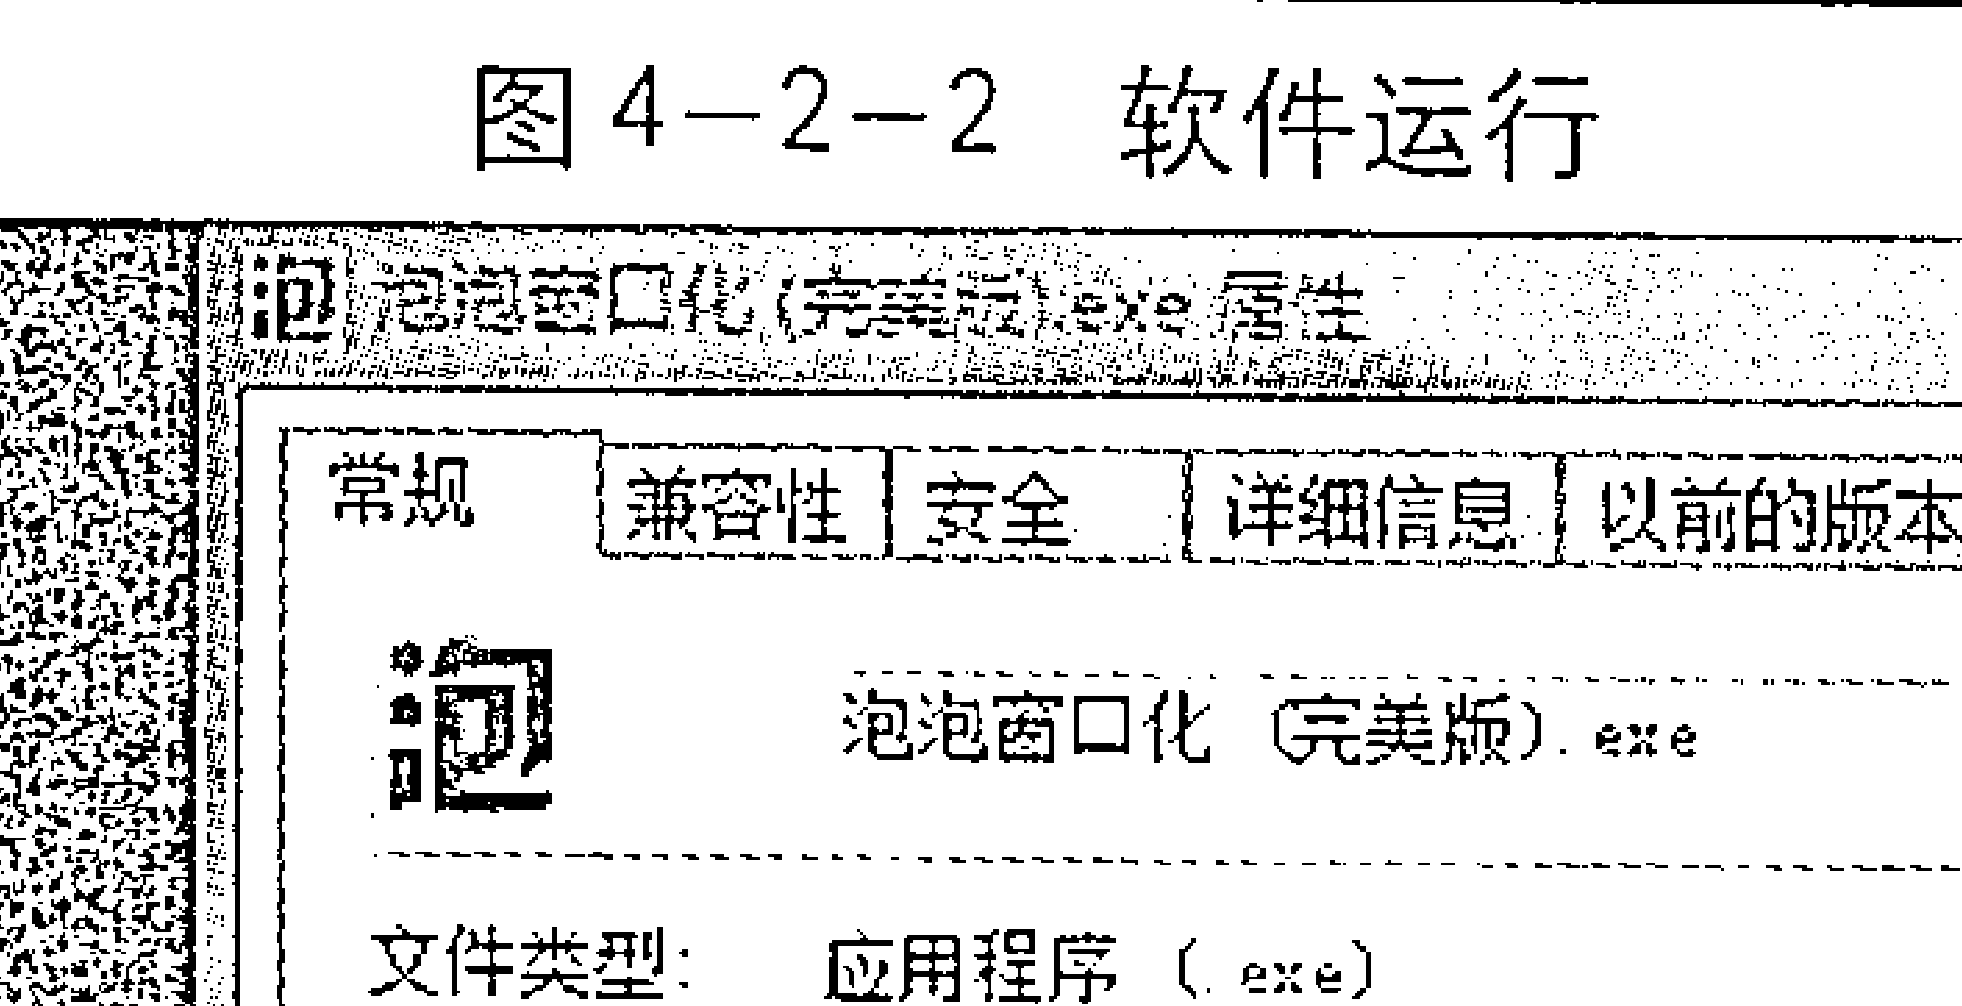 图4－2－2 软件运行
泡泡窗口化(完美版).exe 属性
常规 兼容性 安全 详细信息 以前的版本
泡泡窗口化 (完美版).exe
文件类型: 应用程序 (.exe)